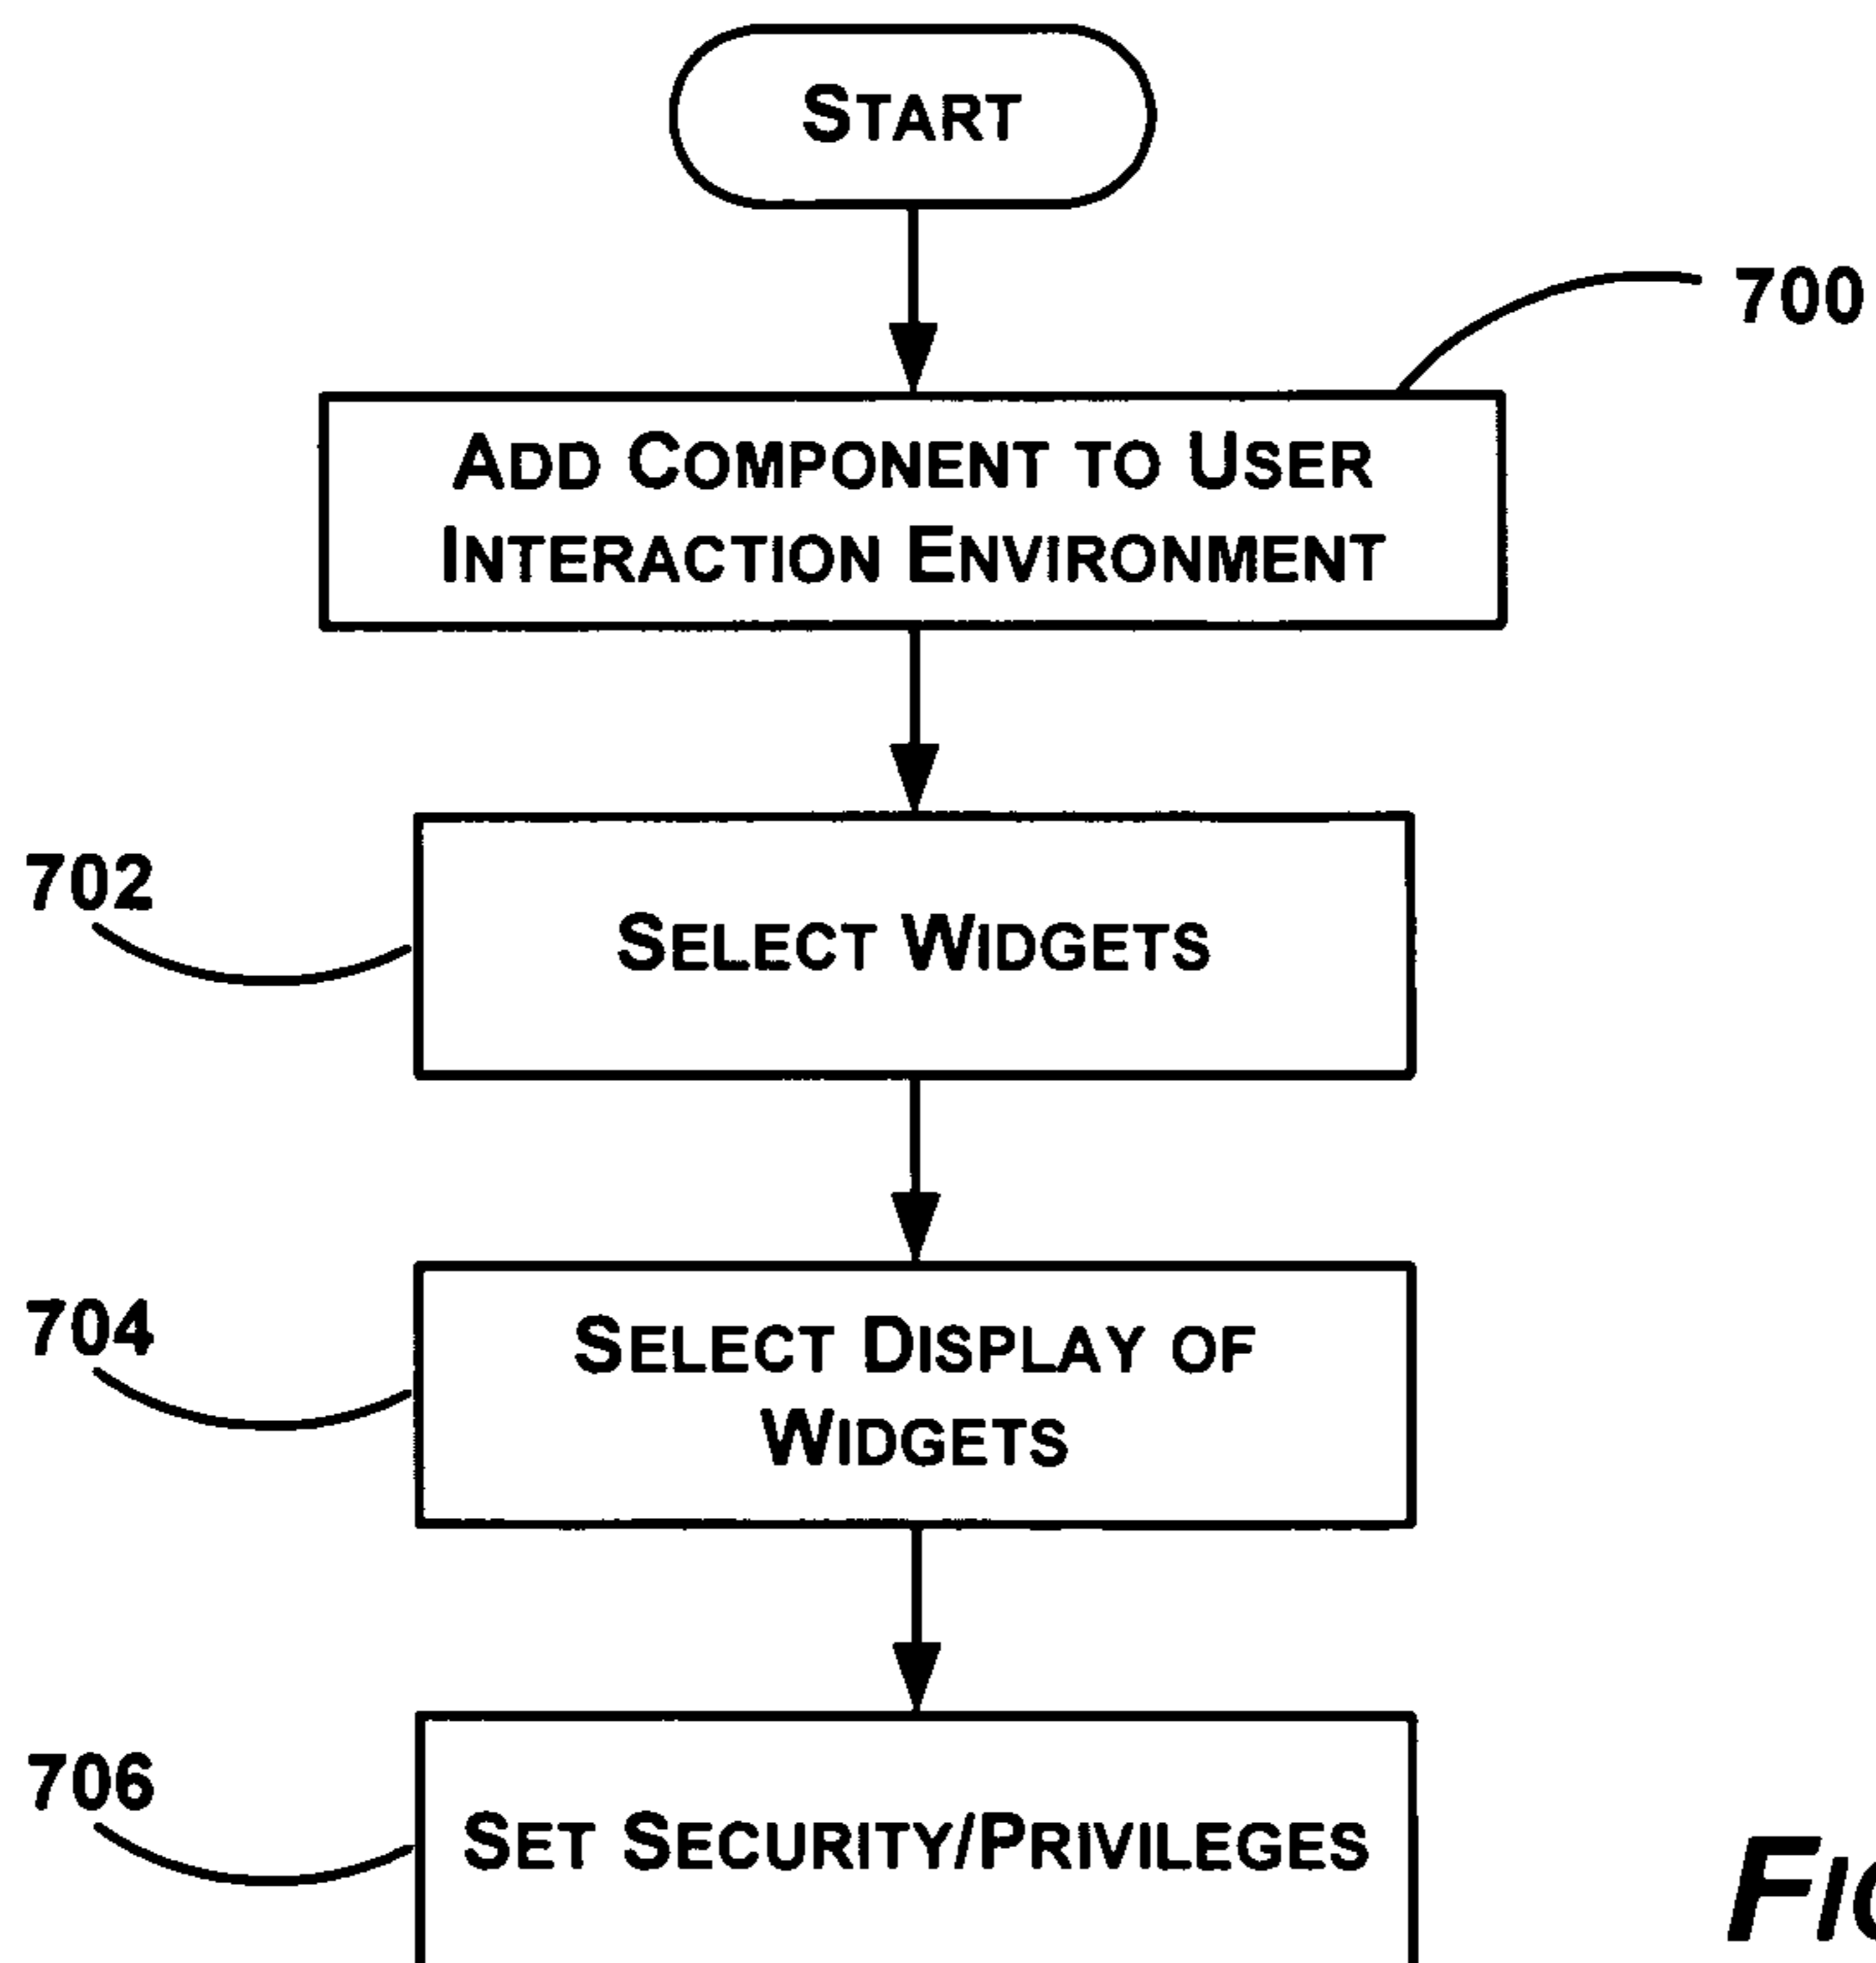 START
700
ADD COMPONENT TO USER
INTERACTION ENVIRONMENT
702
SELECT WIDGETS
704
SELECT DISPLAY OF
WIDGETS
706
SET SECURITY/PRIVILEGES